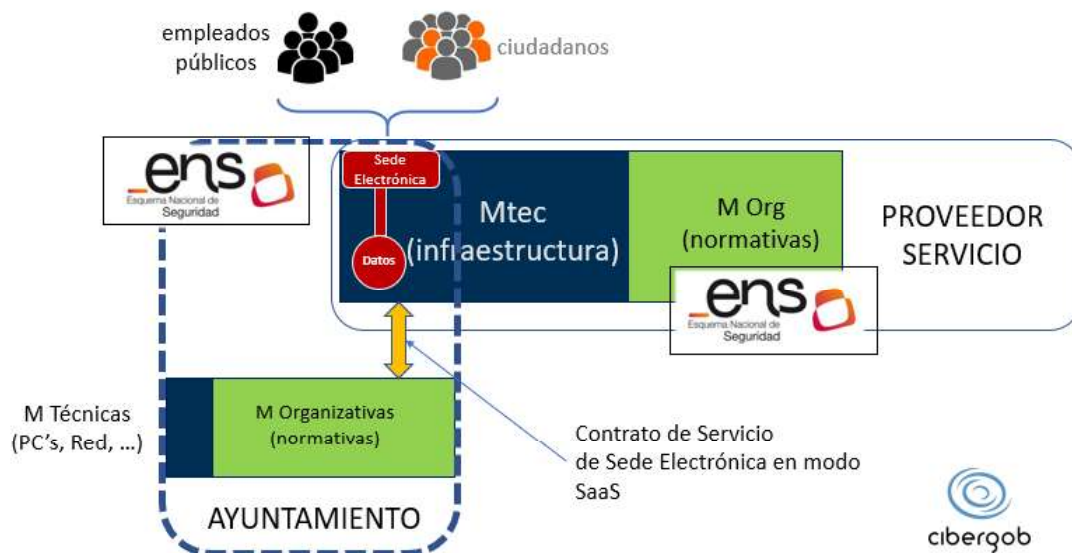 empleados
públicos
ciudadanos
ens
Esquema Nacional de
Seguridad
Sede
Electrónica
Datos
Mtec
(infraestructura)
M Org
(normativas)
PROVEEDOR
SERVICIO
ens
Esquema Nacional de
Seguridad
M Técnicas
(PC's, Red, ...)
M Organizativas
(normativas)
Contrato de Servicio
de Sede Electrónica en modo
SaaS
AYUNTAMIENTO
cibergob